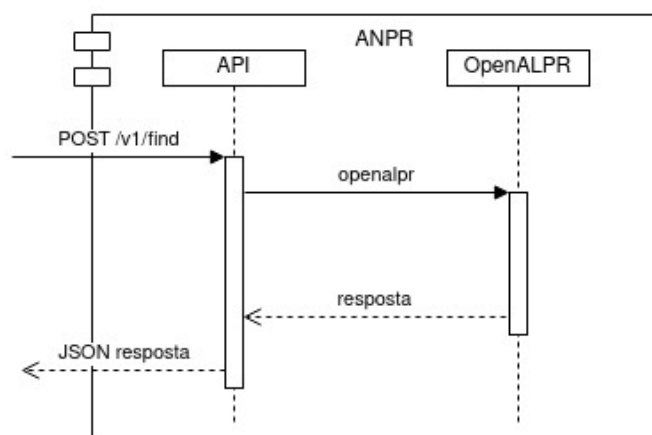 ANPR
API
OpenALPR
POST /v1/find
openalpr
resposta
JSON resposta